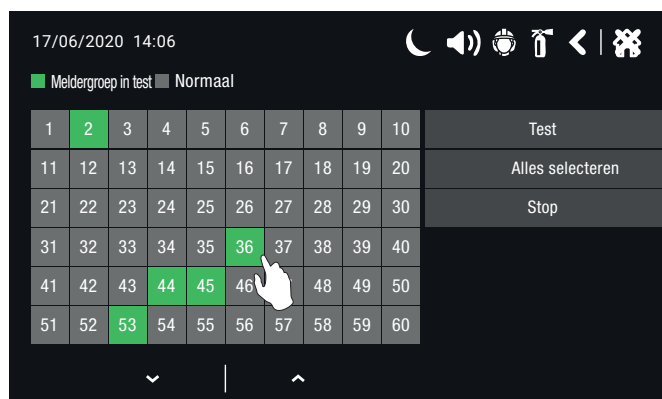 17/06/2020 14:06
Meldergroep in test Normaal
1 2 3 4 5 6 7 8 9 10 Test
11 12 13 14 15 16 17 18 19 20 Alles selecteren
21 22 23 24 25 26 27 28 29 30 Stop
31 32 33 34 35 36 37 38 39 40
41 42 43 44 45 46 48 49 50
51 52 53 54 55 56 57 58 59 60